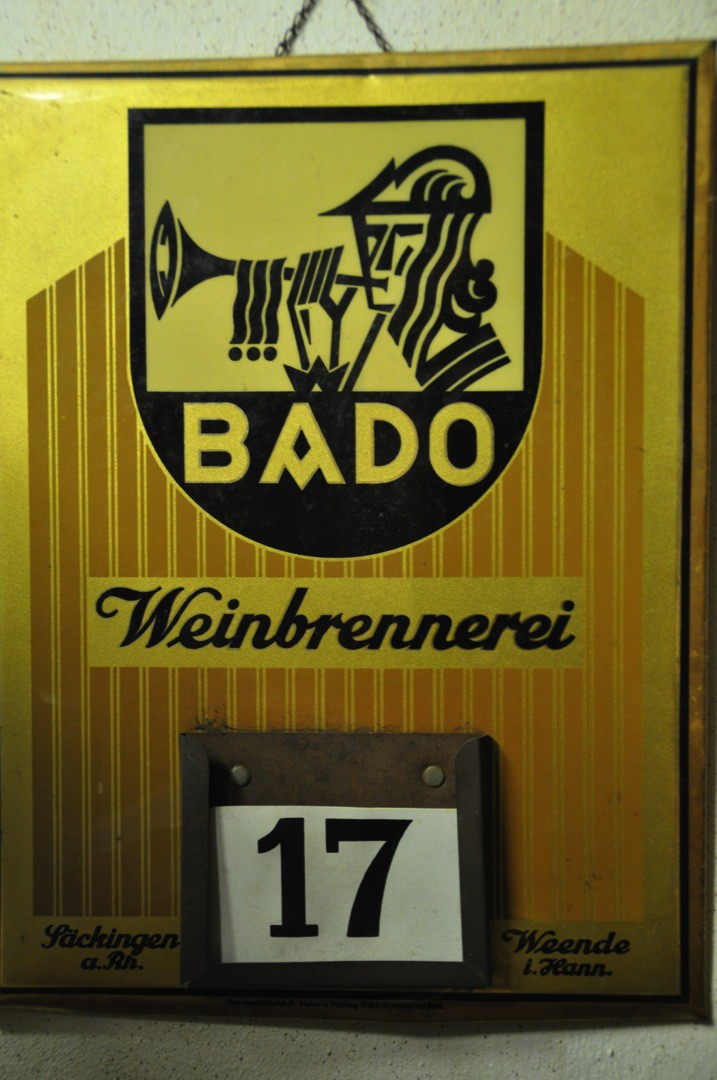 BADO
Weinbrennerei
17
Säckingen
a.Rh.
Weende
i.Hann.